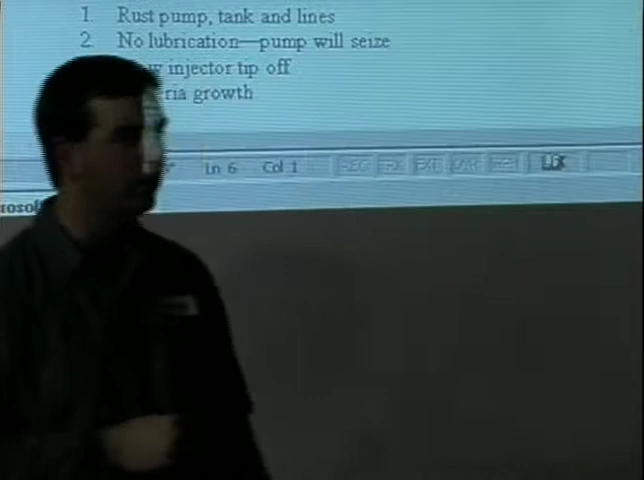 1. Rust pump, tank and lines
2. No lubrication—pump will seize
injector tip off
ria growth
In 6 Col 1
rosof